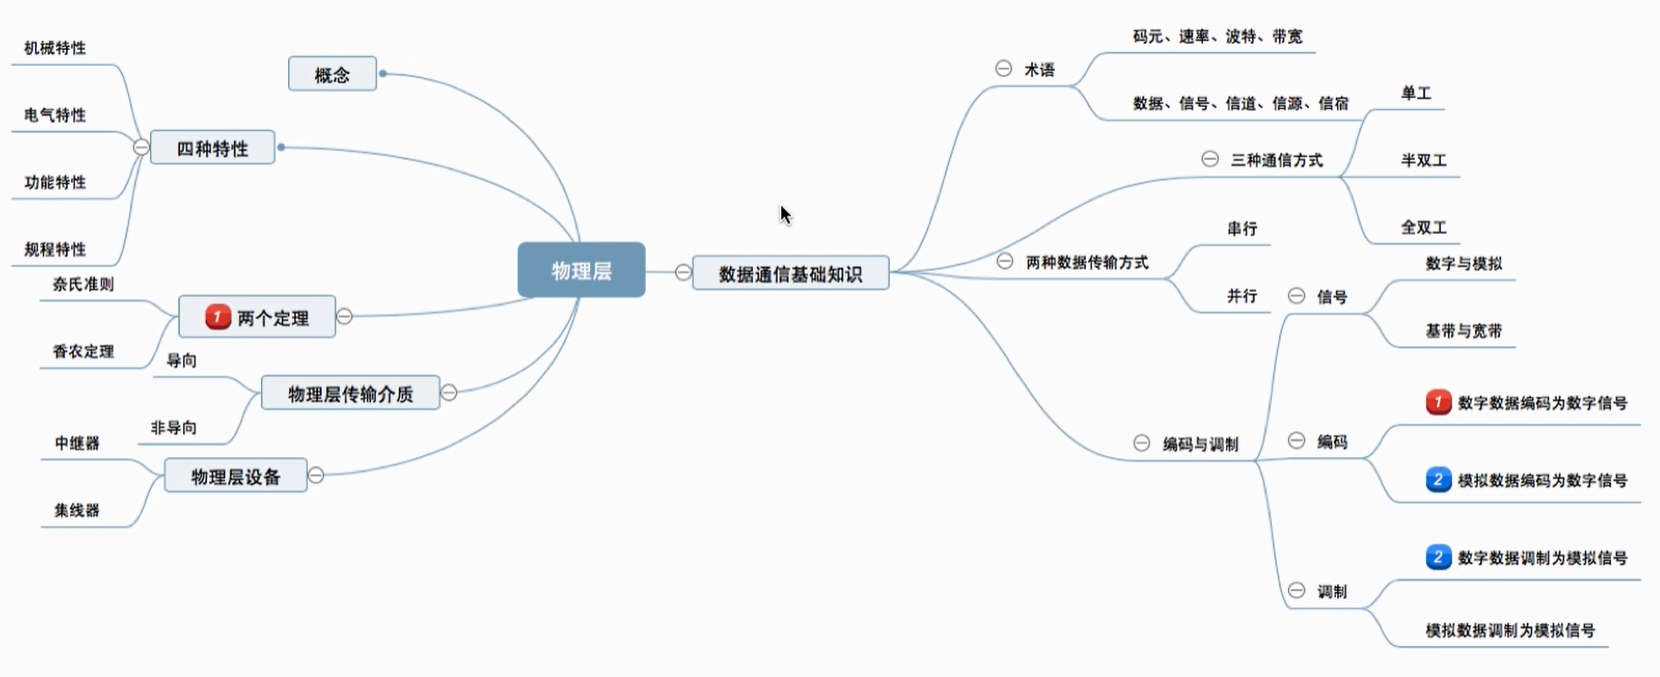 物理层
概念
四种特性
机械特性
电气特性
功能特性
规程特性
1 两个定理
奈氏准则
香农定理
物理层传输介质
导向
非导向
物理层设备
中继器
集线器
数据通信基础知识
术语
码元、速率、波特、带宽
数据、信号、信道、信源、信宿
三种通信方式
单工
半双工
全双工
两种数据传输方式
串行
并行
编码与调制
信号
数字与模拟
基带与宽带
编码
1 数字数据编码为数字信号
2 模拟数据编码为数字信号
调制
2 数字数据调制为模拟信号
模拟数据调制为模拟信号